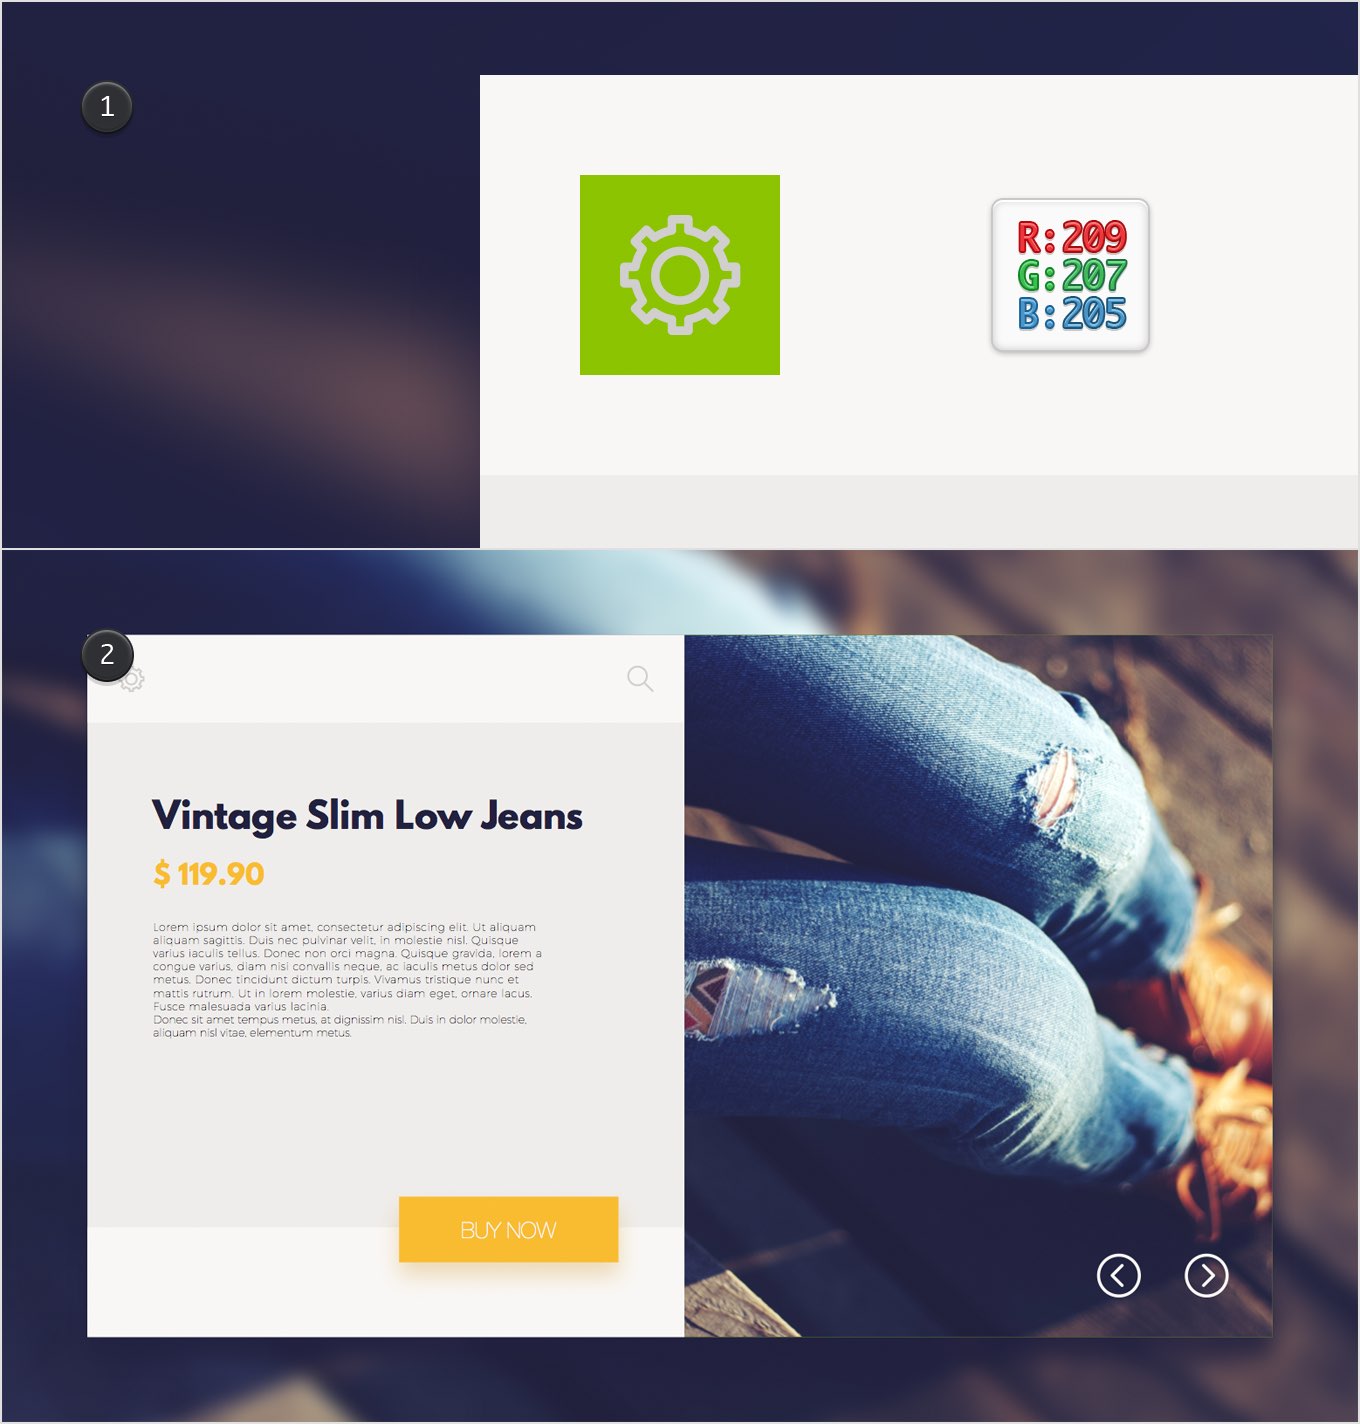 1
R:209
G:207
B:205
2
Vintage Slim Low Jeans
$ 119.90
Lorem ipsum dolor sit amet, consectetur adipiscing elit. Ut aliquam
aliquam sagittis. Duis nec pulvinar velit, in molestie nisl. Quisque
varius iaculis tellus. Donec non orci magna. Quisque gravida, lorem a
congue varius, diam nisi convallis neque, ac iaculis metus dolor sed
metus. Donec tincidunt dictum turpis. Vivamus tristique nunc et
mattis rutrum. Ut in lorem molestie, varius diam eget, ornare lacus.
Fusce malesuada varius lacinia.
Donec sit amet tempus metus, at dignissim nisl. Duis in dolor molestie,
aliquam nisl vitae, elementum metus.
BUY NOW